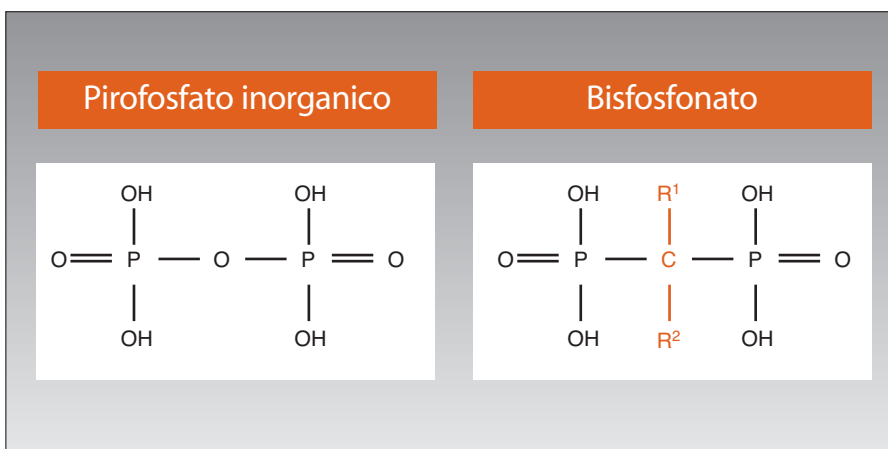 Pirofosfato inorganico
OH OH
O P O P O
OH OH
Bisfosfonato
OH R¹ OH
O P C P O
OH R² OH